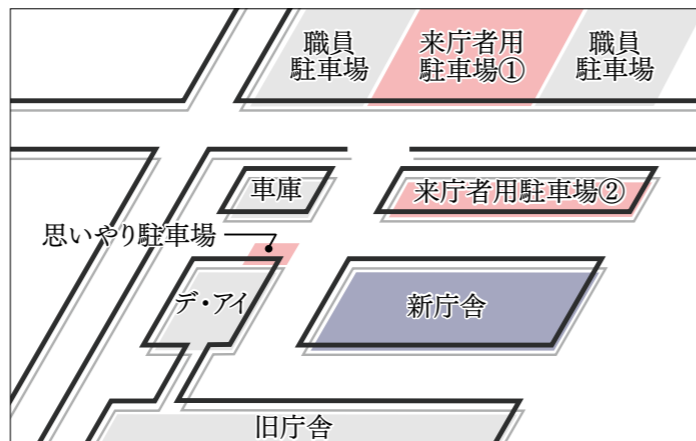 職員
駐車場
来庁者用
駐車場①
職員
駐車場
車庫
来庁者用駐車場②
思いやり駐車場
デ・アイ
新庁舎
旧庁舎